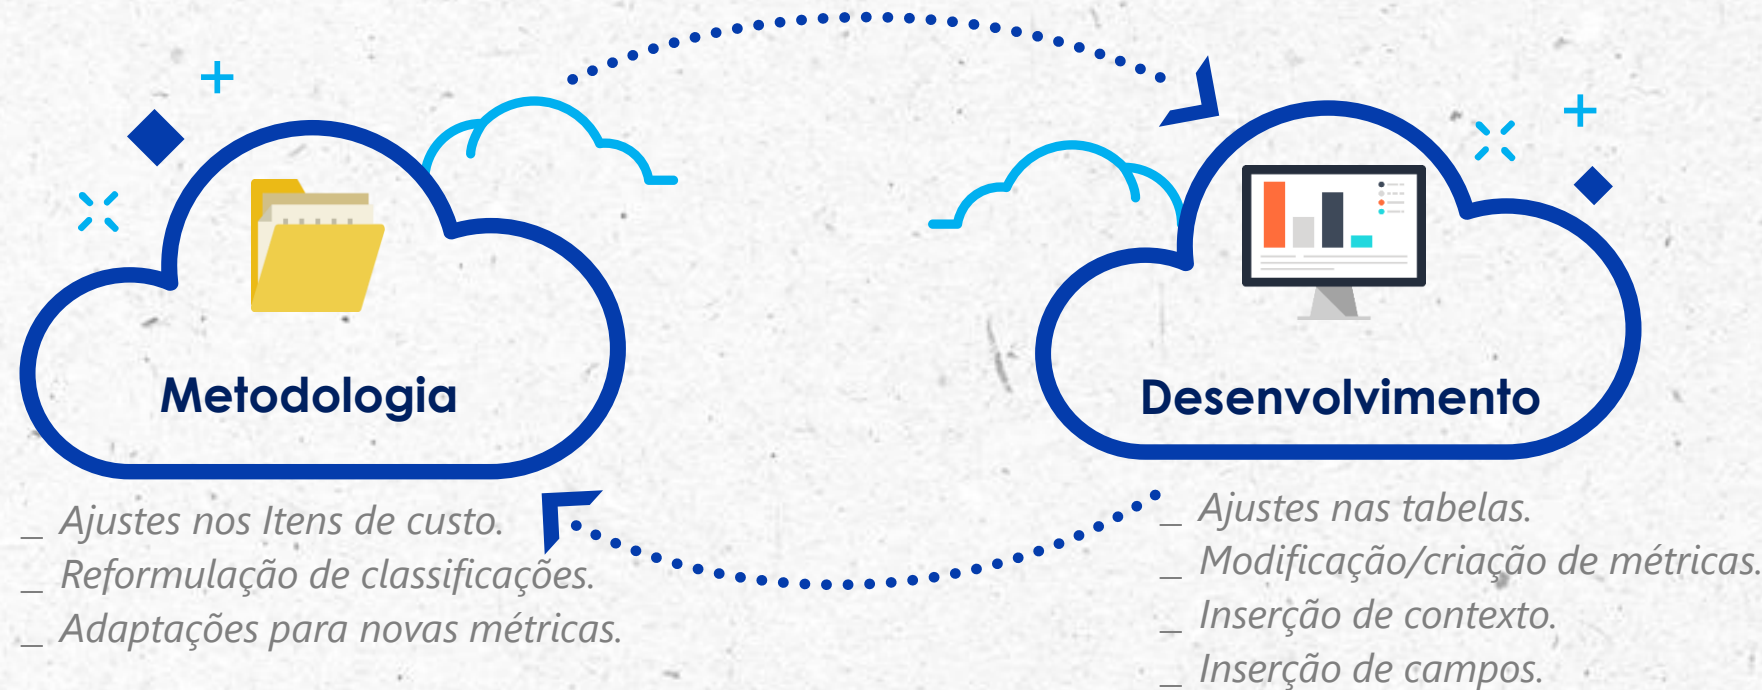 Metodologia
_ Ajustes nos Itens de custo.
_ Reformulação de classificações.
_ Adaptações para novas métricas.
Desenvolvimento
_ Ajustes nas tabelas.
_ Modificação/criação de métricas.
_ Inserção de contexto.
_ Inserção de campos.